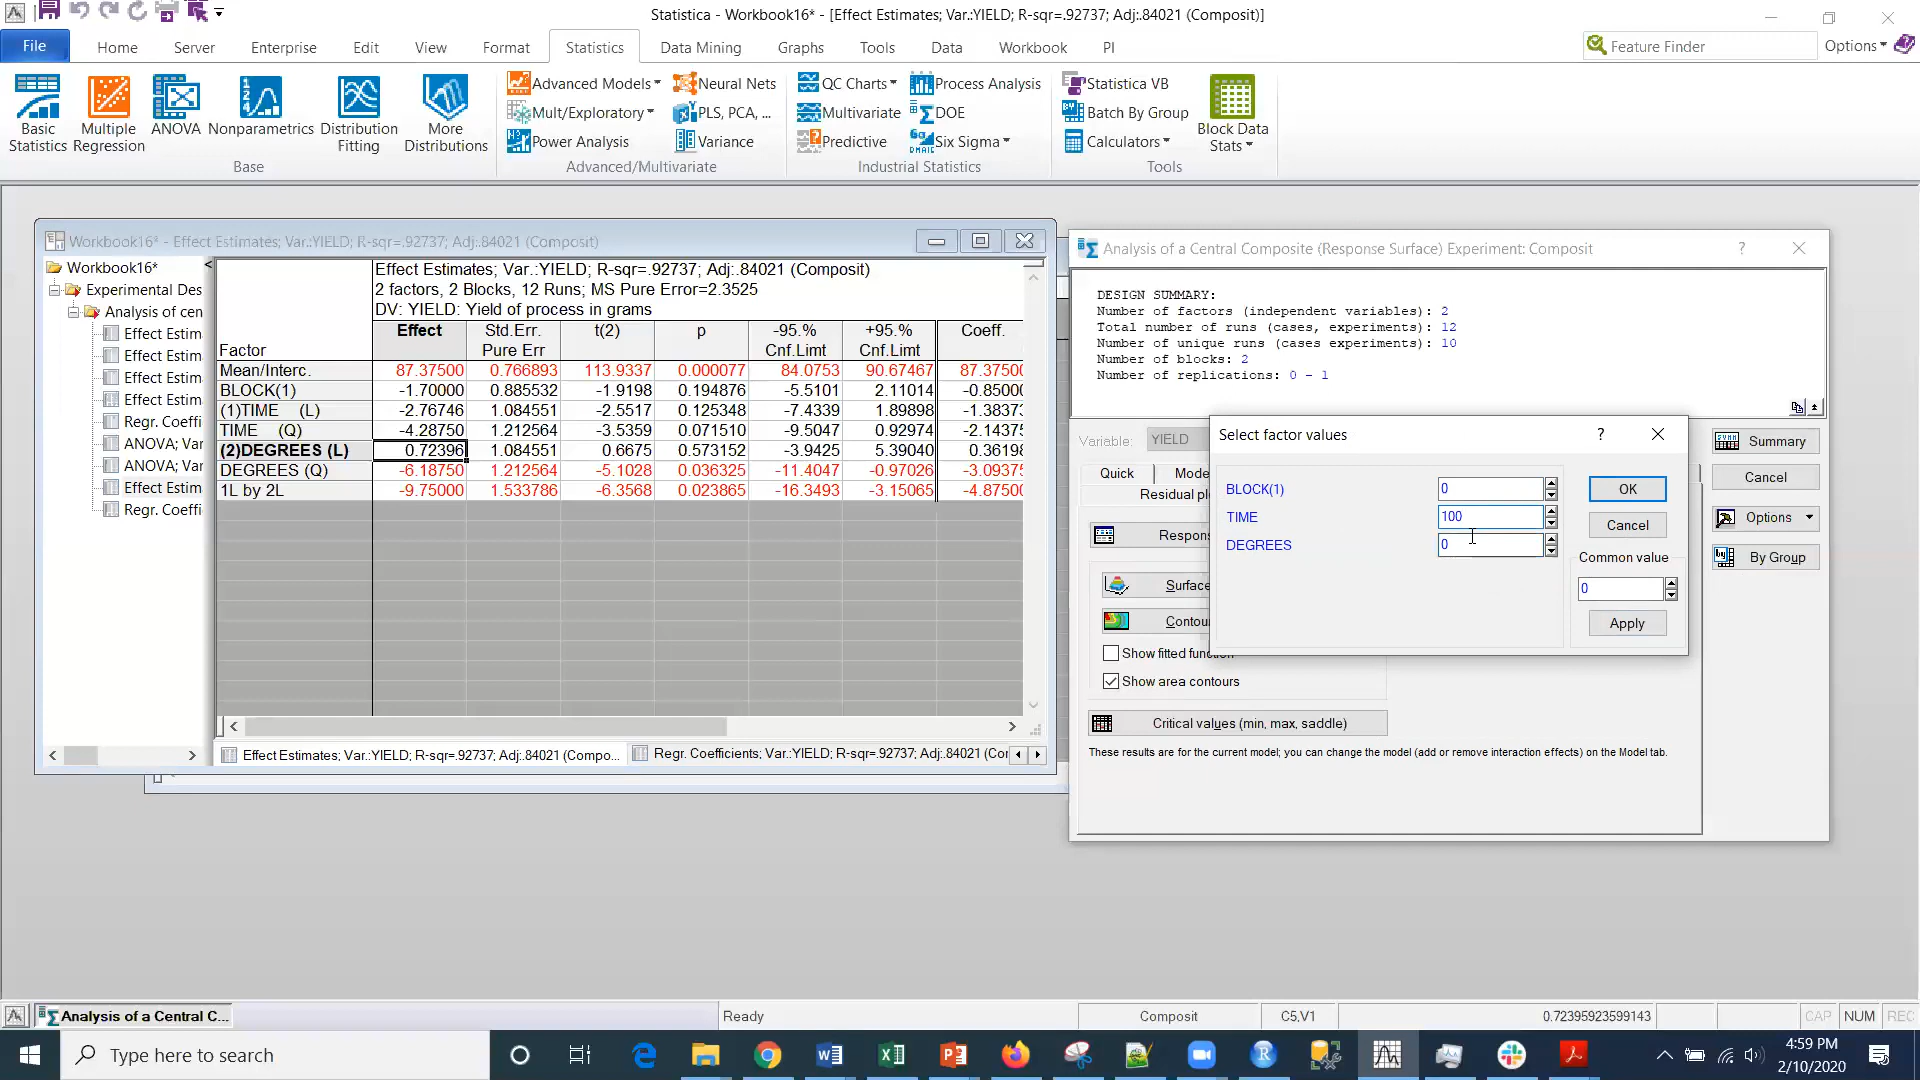 Statistica - Workbook16* - [Effect Estimates; Var.:YIELD; R-sqr=.92737; Adj:.84021 (Composit)]
File Home Server Enterprise Edit View Format Statistics Data Mining Graphs Tools Data Workbook PI Feature Finder Options
Basic Statistics
Multiple Regression
ANOVA
Nonparametrics
Distribution Fitting
More Distributions
Base
Advanced Models
Mult/Exploratory
Power Analysis
Neural Nets
PLS, PCA, ...
Variance
Advanced/Multivariate
QC Charts
Multivariate
Predictive
Process Analysis
DOE
Six Sigma
Industrial Statistics
Statistica VB
Batch By Group
Calculators
Block Data Stats
Tools
Workbook16* - Effect Estimates; Var.:YIELD; R-sqr=.92737; Adj:.84021 (Composit)
Workbook16*
Experimental Des
Analysis of cen
Effect Estim
Effect Estim
Effect Estim
Effect Estim
Regr. Coeffi
ANOVA; Var
ANOVA; Var
Effect Estim
Regr. Coeffi
Effect Estimates; Var.:YIELD; R-sqr=.92737; Adj:.84021 (Composit)
2 factors, 2 Blocks, 12 Runs; MS Pure Error=2.3525
DV: YIELD: Yield of process in grams
Factor Effect Std.Err. Pure Err t(2) p -95.% Cnf.Limt +95.% Cnf.Limt Coeff.
Mean/Interc. 87.37500 0.766893 113.9337 0.000077 84.0753 90.67467 87.37500
BLOCK(1) -1.70000 0.885532 -1.9198 0.194876 -5.5101 2.11014 -0.85000
(1)TIME (L) -2.76746 1.084551 -2.5517 0.125348 -7.4339 1.89898 -1.38373
TIME (Q) -4.28750 1.212564 -3.5359 0.071510 -9.5047 0.92974 -2.14375
(2)DEGREES (L) 0.72396 1.084551 0.6675 0.573152 -3.9425 5.39040 0.36198
DEGREES (Q) -6.18750 1.212564 -5.1028 0.036325 -11.4047 -0.97026 -3.09375
1L by 2L -9.75000 1.533786 -6.3568 0.023865 -16.3493 -3.15065 -4.87500
Effect Estimates; Var.:YIELD; R-sqr=.92737; Adj:.84021 (Compo...
Regr. Coefficients; Var.:YIELD; R-sqr=.92737; Adj:.84021 (Cor
Analysis of a Central Composite (Response Surface) Experiment: Composit
DESIGN SUMMARY:
Number of factors (independent variables): 2
Total number of runs (cases, experiments): 12
Number of unique runs (cases experiments): 10
Number of blocks: 2
Number of replications: 0 - 1
Variable: YIELD
Quick Mode
Residual pl
Respon
Surface
Contou
Show fitted function
Show area contours
Critical values (min, max, saddle)
These results are for the current model; you can change the model (add or remove interaction effects) on the Model tab.
Summary
Cancel
Options
By Group
Select factor values
BLOCK(1) 0
TIME 100
DEGREES 0
OK
Cancel
Common value
0
Apply
Analysis of a Central C...
Ready Composit C5,V1 0.72395923599143 CAP NUM REC
Type here to search
4:59 PM
2/10/2020